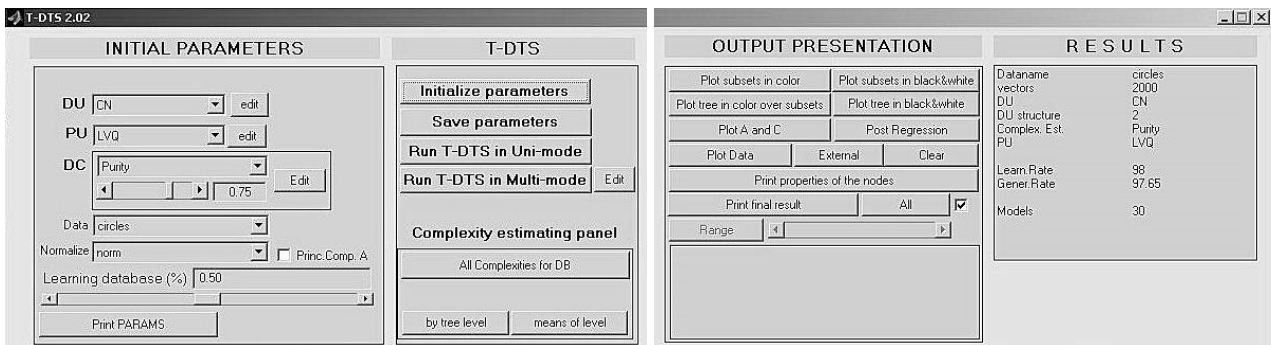 T-DTS 2.02
INITIAL PARAMETERS
DU CN edit
PU LVQ edit
DC Purity
0.75
Edit
Data circles
Normalize norm
Princ.Comp. A
Learning database (%) 0.50
Print PARAMS
T-DTS
Initialize parameters
Save parameters
Run T-DTS in Uni-mode
Run T-DTS in Multi-mode Edit
Complexity estimating panel
All Complexities for DB
by tree level means of level
OUTPUT PRESENTATION
Plot subsets in color Plot subsets in black&white
Plot tree in color over subsets Plot tree in black&white
Plot A and C Post Regression
Plot Data External Clear
Print properties of the nodes
Print final result All
Range
RESULTS
Dataname circles
vectors 2000
DU CN
DU structure 2
Complex. Est. Purity
PU LVQ
Learn.Rate 98
Gener.Rate 97.65
Models 30